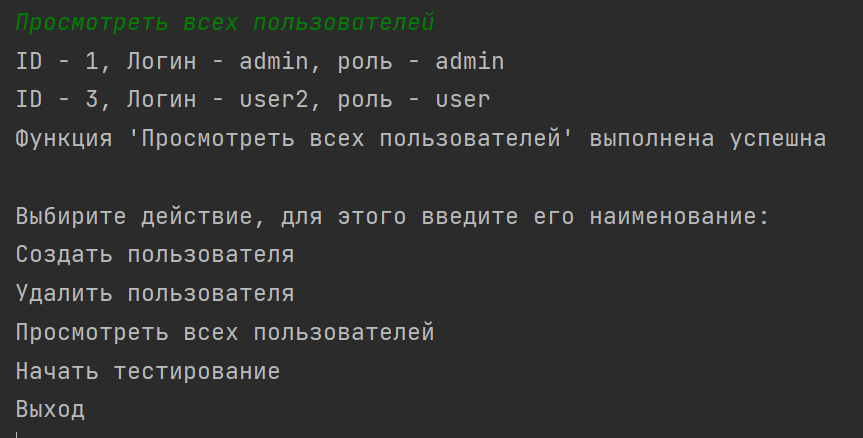 Просмотреть всех пользователей
ID - 1, Логин - admin, роль - admin
ID - 3, Логин - user2, роль - user
Функция 'Просмотреть всех пользователей' выполнена успешна
Выбирите действие, для этого введите его наименование:
Создать пользователя
Удалить пользователя
Просмотреть всех пользователей
Начать тестирование
Выход